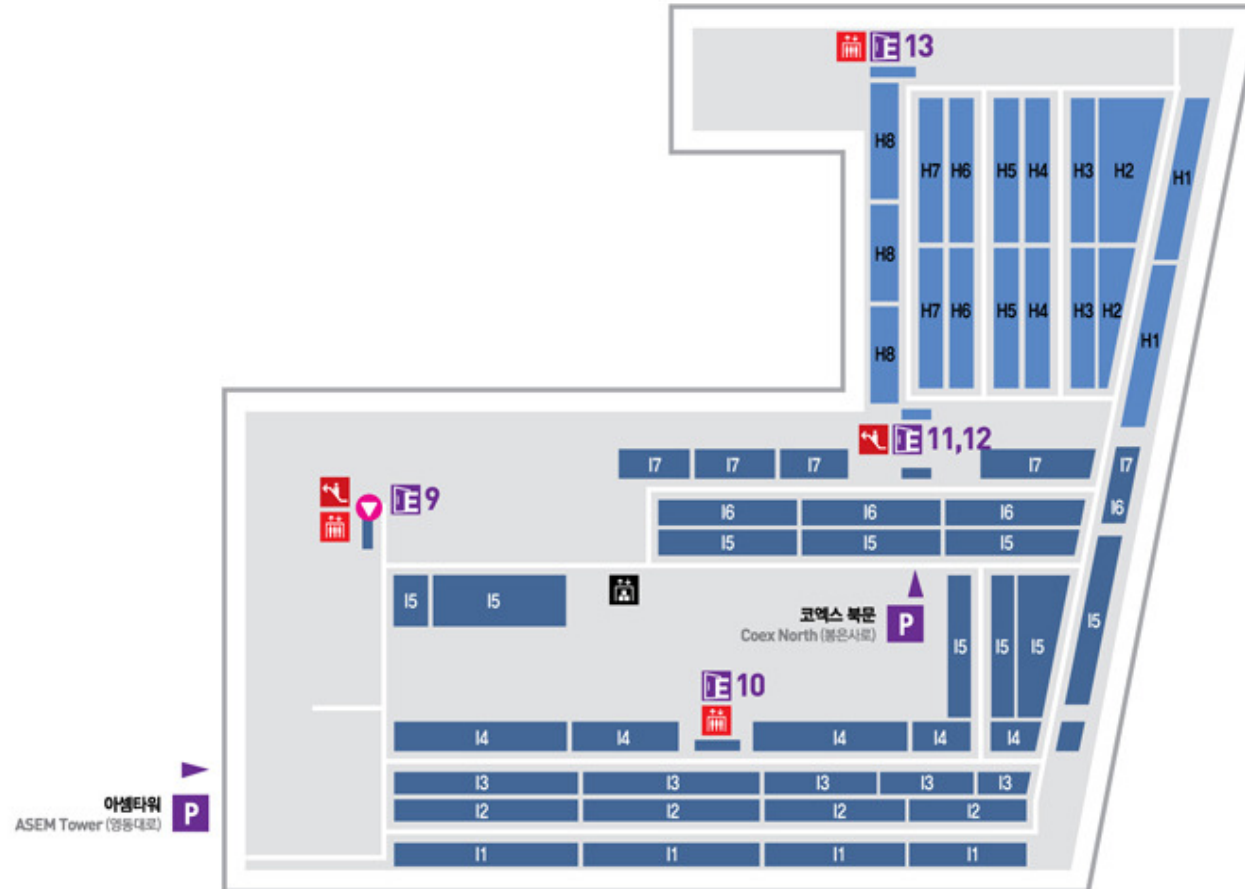 E 13
H8
H7 H6 H5 H4 H3 H2 H1
H8
H7 H6 H5 H4 H3 H2
H1
H8
E 11,12
I7 I7 I7 I7 I7
E 9
I6 I6 I6 I6
I5 I5 I5
I5 I5
코엑스 북문
Coex North (봉은사로)
P
I5 I5 I5 I5
E 10
I4 I4 I4 I4 I4
I3 I3 I3 I3 I3
아셈타워
ASEM Tower (영동대로)
P
I2 I2 I2 I2
I1 I1 I1 I1